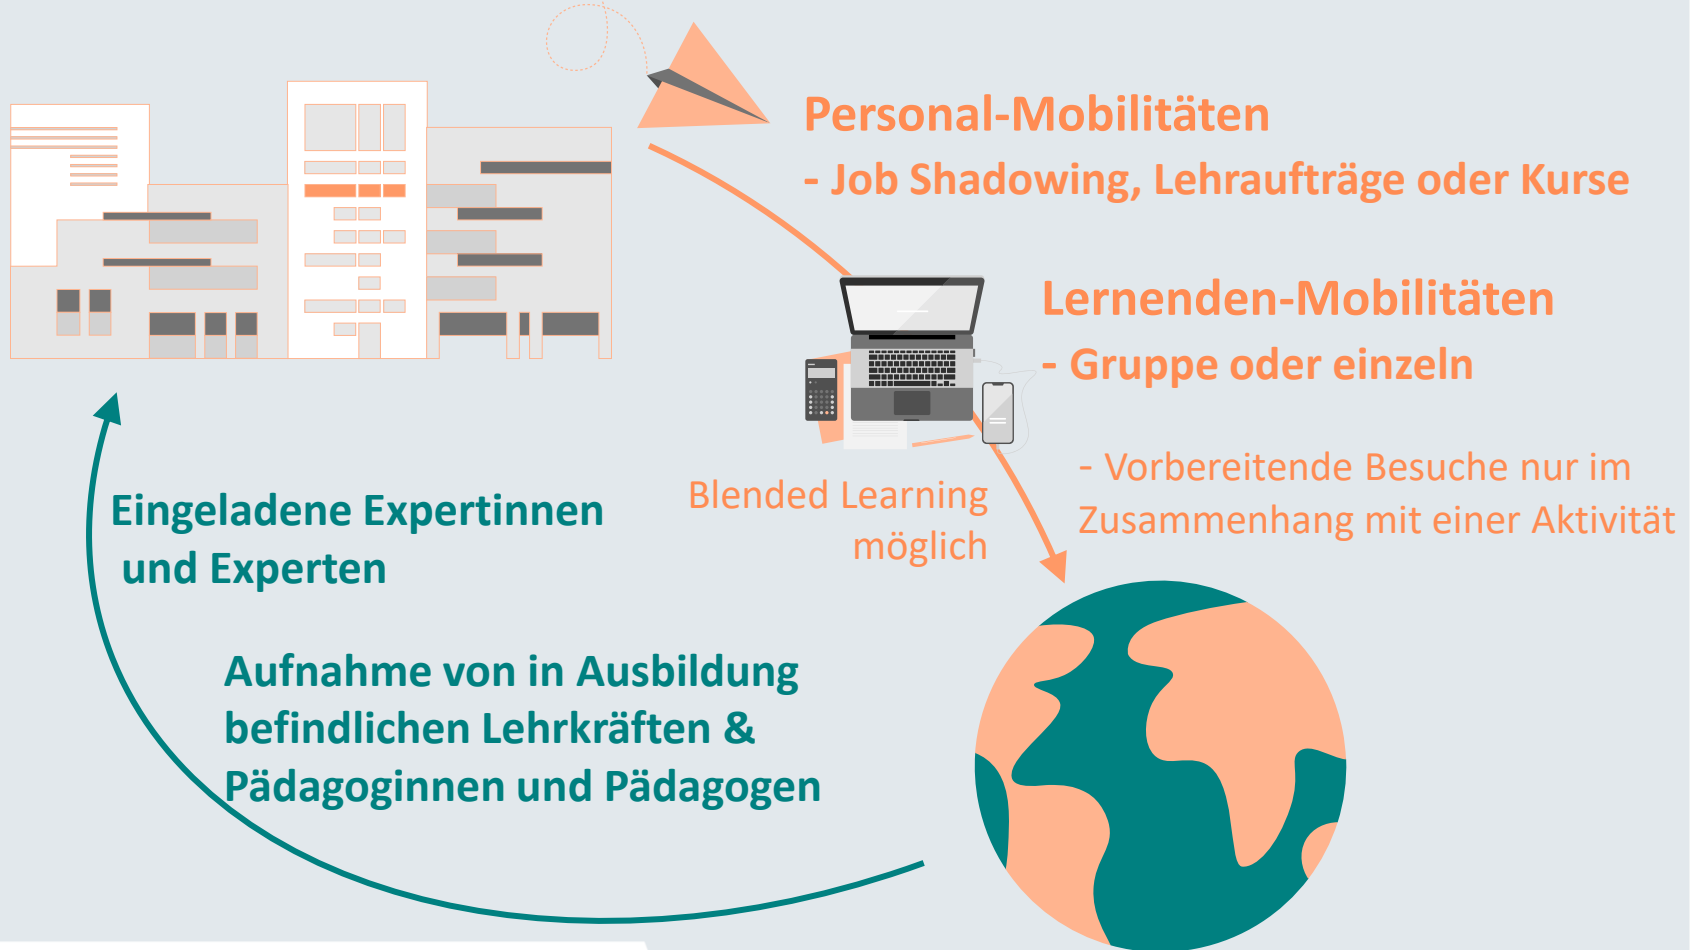 Personal-Mobilitäten
- Job Shadowing, Lehraufträge oder Kurse
Lernenden-Mobilitäten
- Gruppe oder einzeln
- Vorbereitende Besuche nur im
Zusammenhang mit einer Aktivität
Blended Learning
möglich
Eingeladene Expertinnen
und Experten
Aufnahme von in Ausbildung
befindlichen Lehrkräften &
Pädagoginnen und Pädagogen